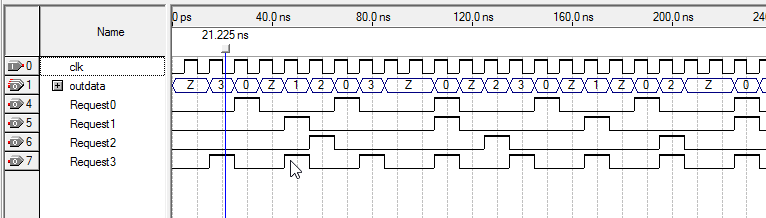 Name
0 ps 40.0 ns 80.0 ns 120.0 ns 160.0 ns 200.0 ns 240
21.225 ns
0 clk
1 outdata Z 3 0 Z 1 2 0 3 Z 0 Z 2 3 0 Z 1 Z 0 2 Z 0
4 Request0
5 Request1
6 Request2
7 Request3